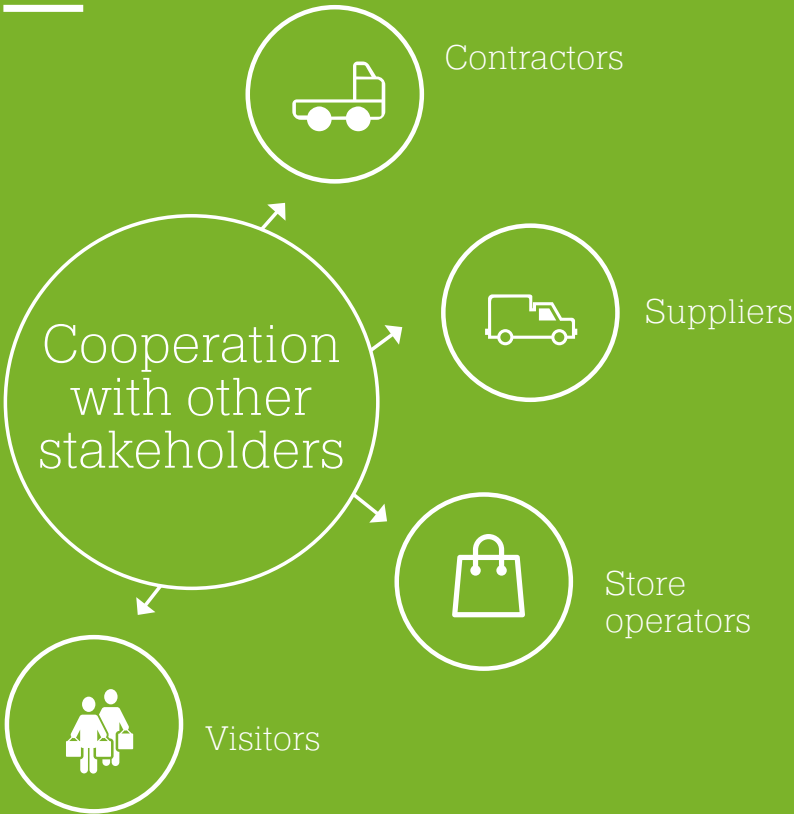 Contractors
Suppliers
Cooperation
with other
stakeholders
Store
operators
Visitors